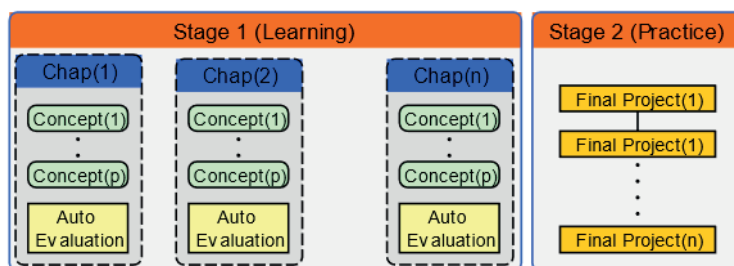 Stage 1 (Learning)
Chap(1)
Concept(1)
Concept(p)
Auto
Evaluation
Chap(2)
Concept(1)
Concept(p)
Auto
Evaluation
Chap(n)
Concept(1)
Concept(p)
Auto
Evaluation
Stage 2 (Practice)
Final Project(1)
Final Project(1)
Final Project(n)